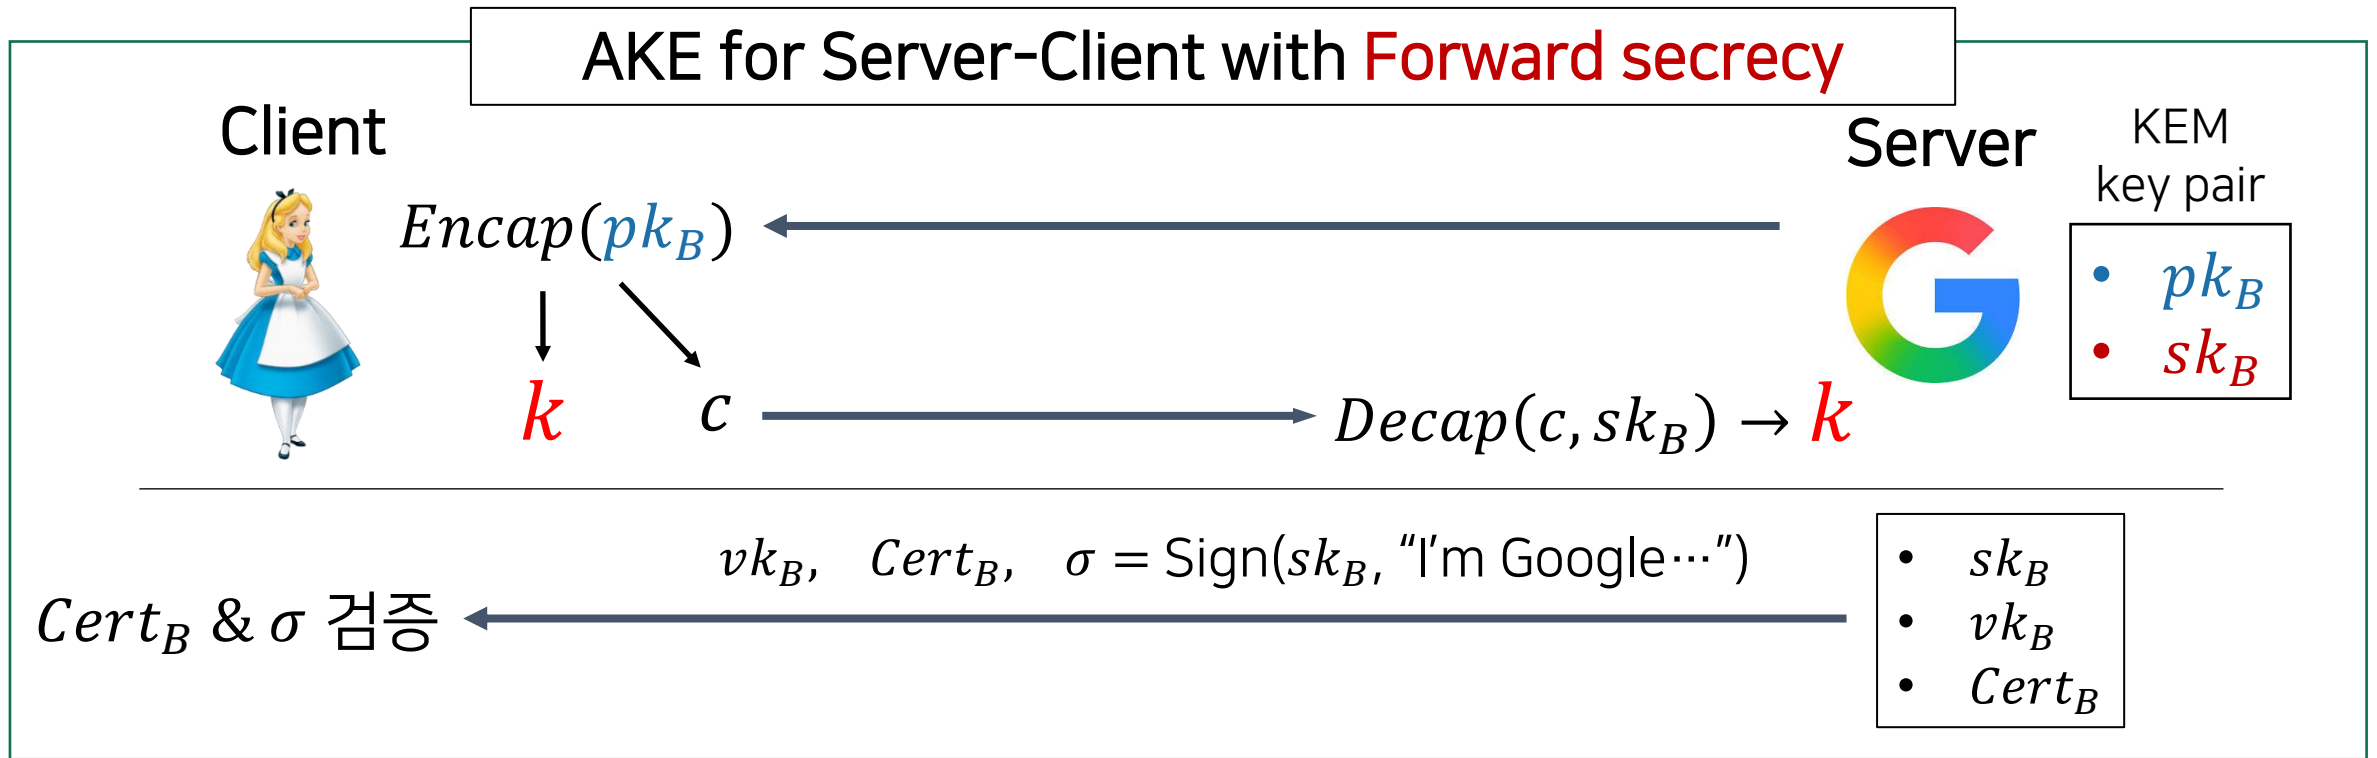 AKE for Server-Client with Forward secrecy
Client
Server
KEM
key pair
Encap(pk_B)
• pk_B
• sk_B
k
c
Decap(c, sk_B) → k
vk_B, Cert_B, σ = Sign(sk_B, “I’m Google⋯”)
Cert_B & σ 검증
• sk_B
• vk_B
• Cert_B